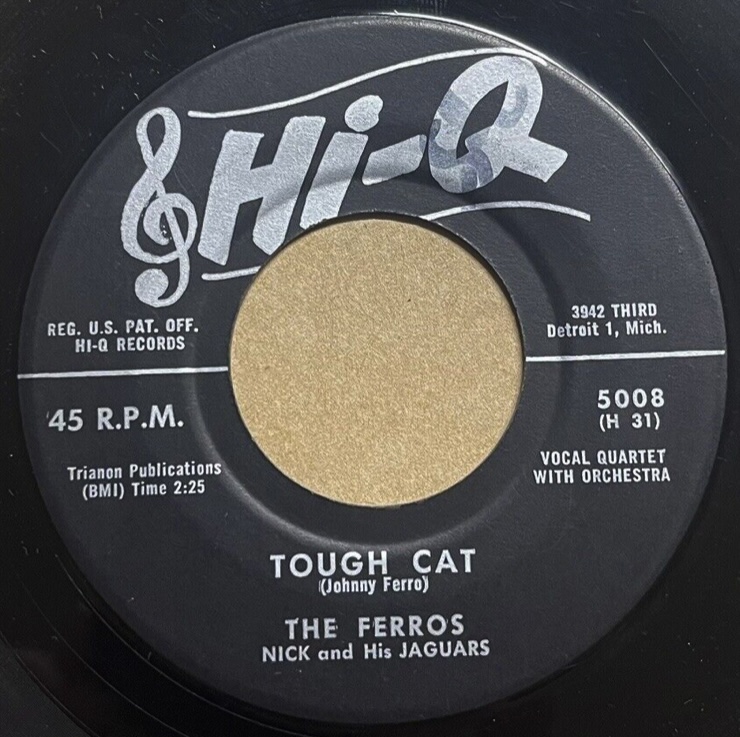 Hi-Q
REG. U.S. PAT. OFF.
HI-Q RECORDS
3942 THIRD
Detroit 1, Mich.
45 R.P.M.
5008
(H 31)
Trianon Publications
(BMI) Time 2:25
VOCAL QUARTET
WITH ORCHESTRA
TOUGH CAT
(Johnny Ferro)
THE FERROS
NICK and His JAGUARS